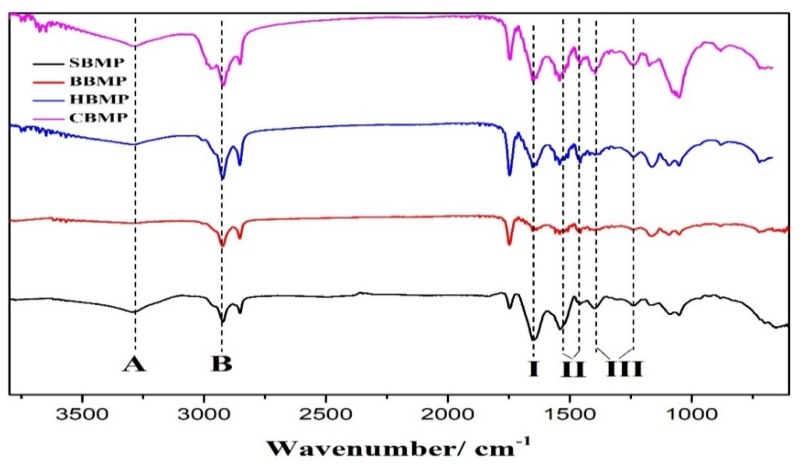 SBMP
BBMP
HBMP
CBMP
A B I II III
3500 3000 2500 2000 1500 1000
Wavenumber/ cm⁻¹